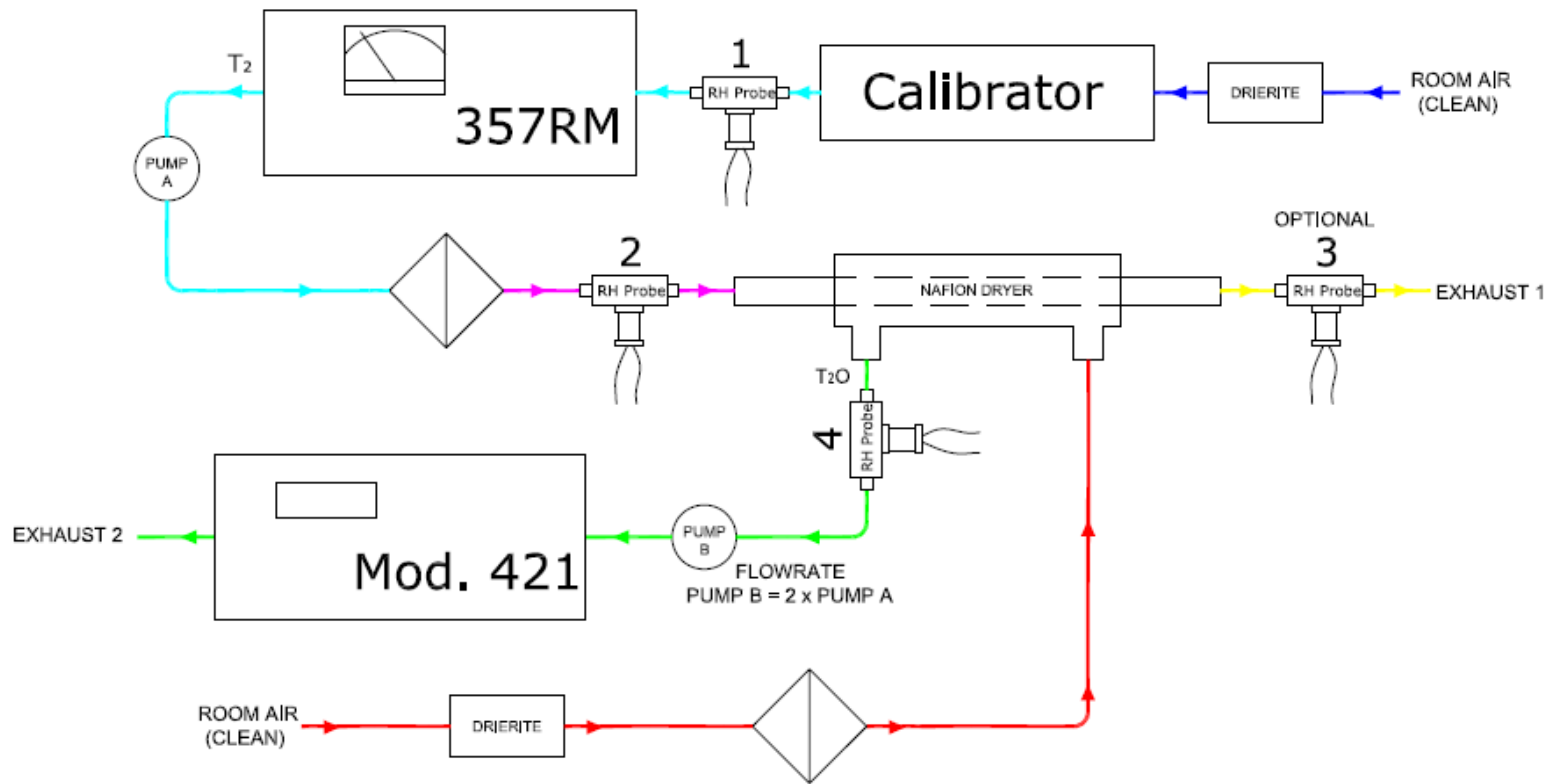 T₂
357RM
1
RH Probe
Calibrator
DRIERITE
ROOM AIR
(CLEAN)
PUMP
A
2
RH Probe
NAFION DRYER
OPTIONAL
3
RH Probe
EXHAUST 1
T₂O
4
RH Probe
EXHAUST 2
Mod. 421
PUMP
B
FLOWRATE
PUMP B = 2 x PUMP A
ROOM AIR
(CLEAN)
DRIERITE